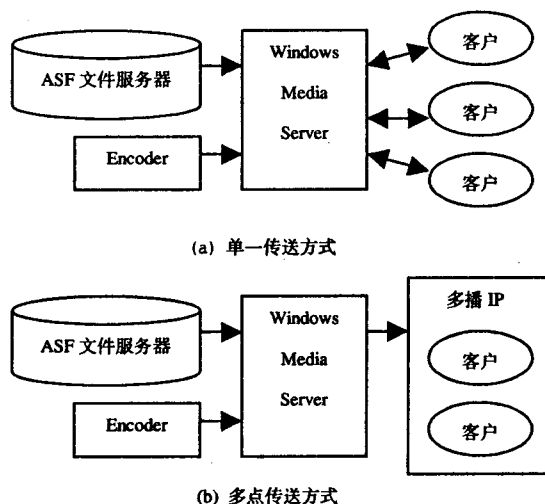 客户
Windows
ASF 文件服务器
Media
客户
Server
Encoder
客户
(a) 单一传送方式
多播 IP
Windows
ASF 文件服务器
客户
Media
Encoder
Server
客户
(b) 多点传送方式